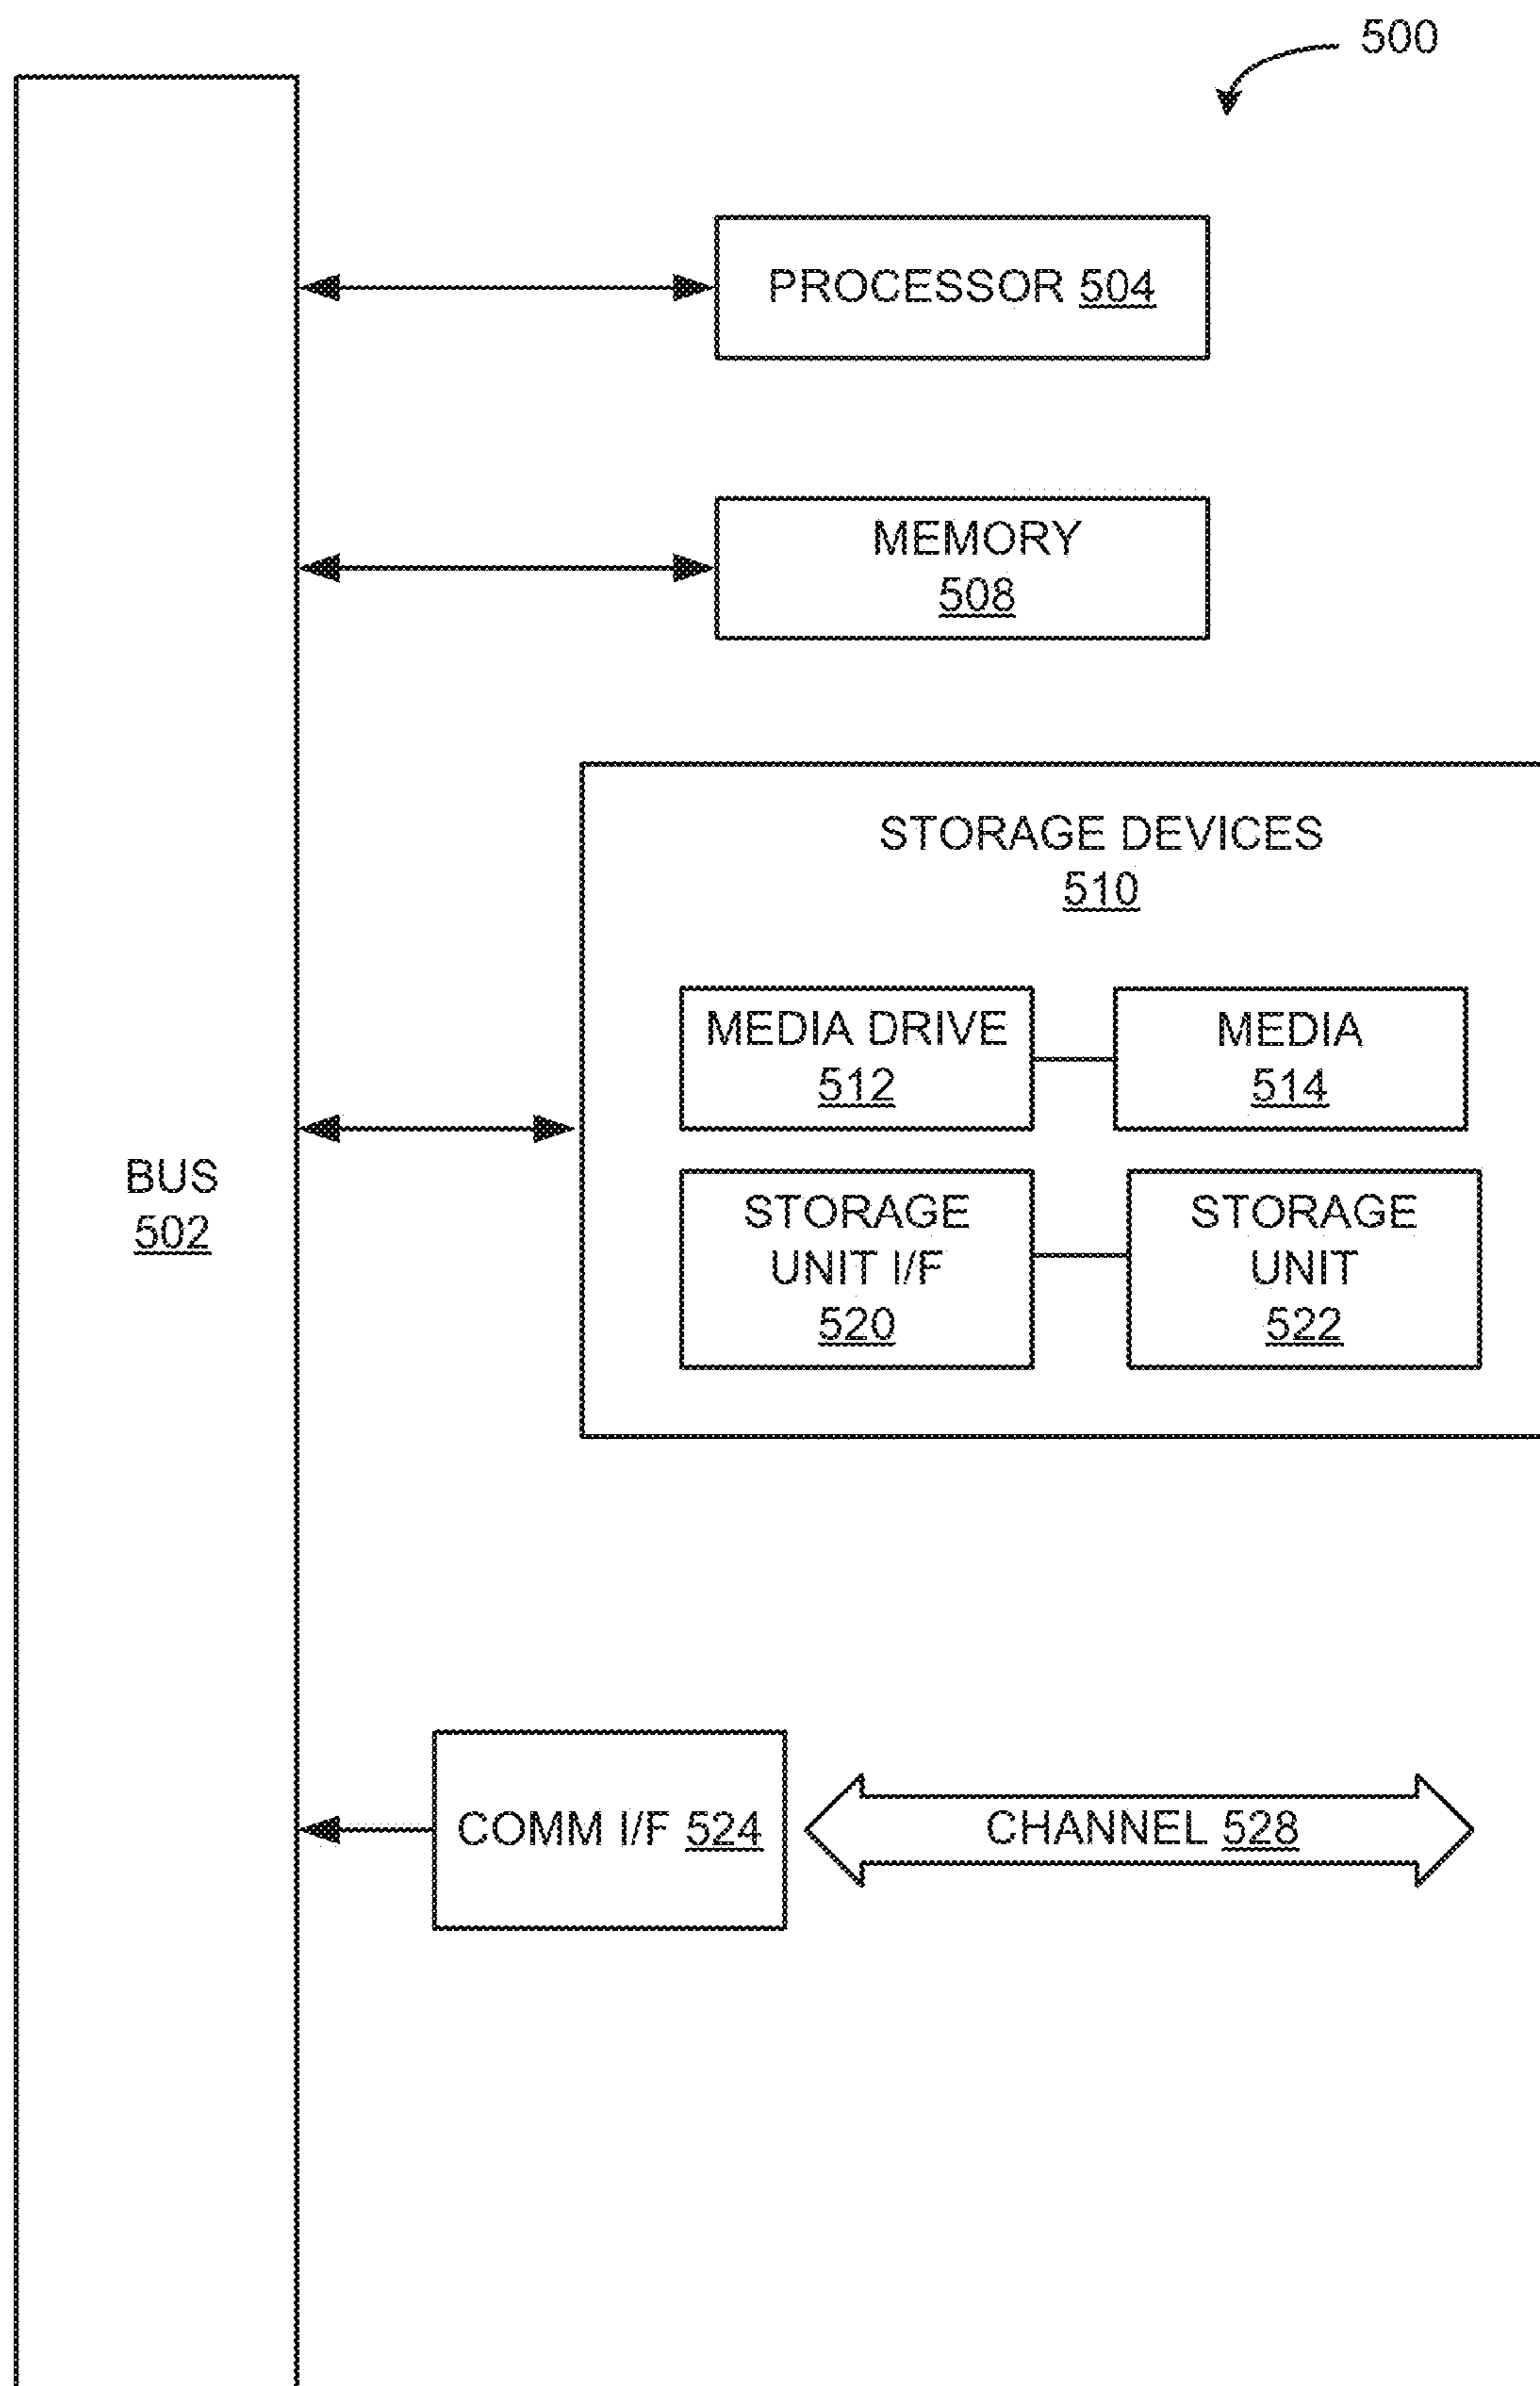 500
PROCESSOR 504
MEMORY
508
STORAGE DEVICES
510
MEDIA DRIVE
512
MEDIA
514
BUS
502
STORAGE
UNIT I/F
520
STORAGE
UNIT
522
COMM I/F 524
CHANNEL 528